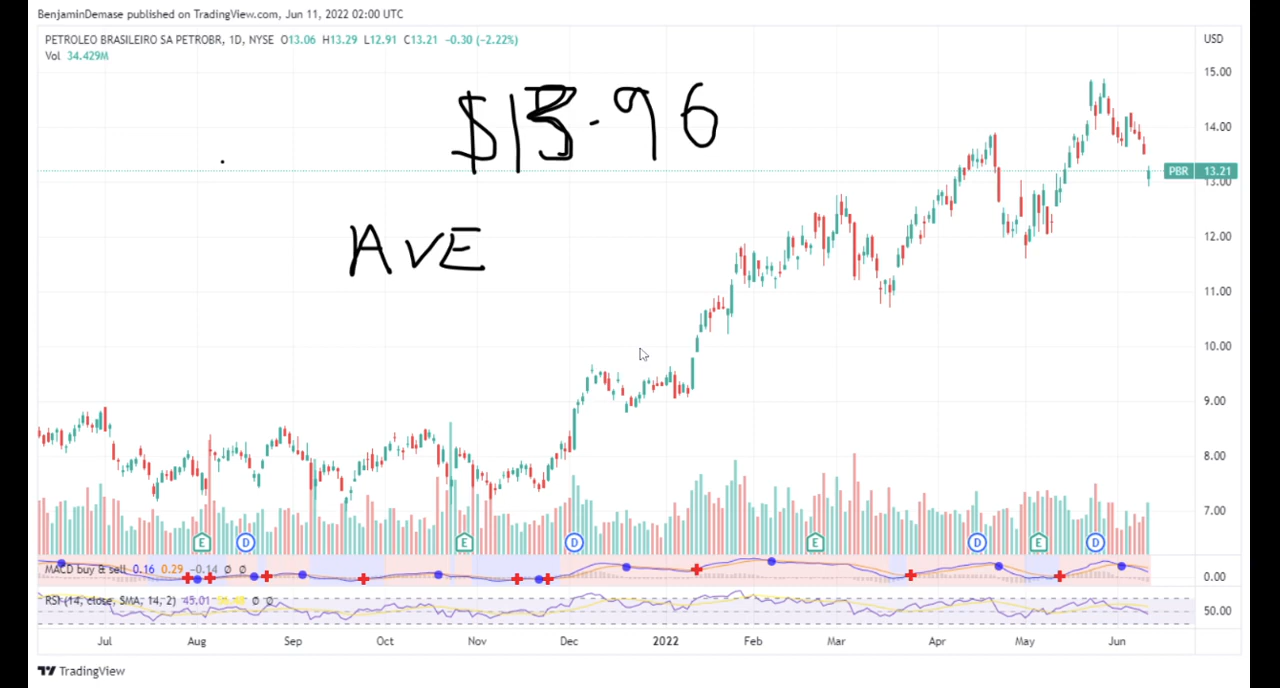 BenjaminDemase published on TradingView.com, Jun 11, 2022 02:00 UTC
PETROLEO BRASILEIRO SA PETROBR, 1D, NYSE O13.06 H13.29 L12.91 C13.21 -0.30 (-2.22%)
USD
Vol 34.429M
15.00
$13.96
14.00
PBR 13.21
13.00
AVE
12.00
11.00
10.00
9.00
8.00
7.00
E D E D E D E D
MACD buy & sell 0.16 0.29 -0.14 Ø Ø
0.00
RSI (14, close, SMA, 14, 2) 45.01 Ø Ø
50.00
Jul Aug Sep Oct Nov Dec 2022 Feb Mar Apr May Jun
TradingView